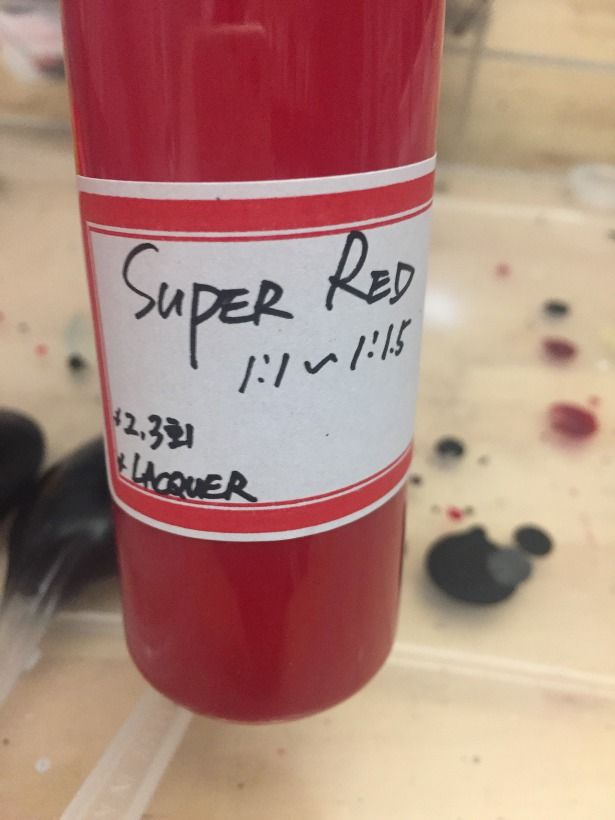 SUPER RED
1:1 ~ 1:1.5
* 2,3회
* LACQUER